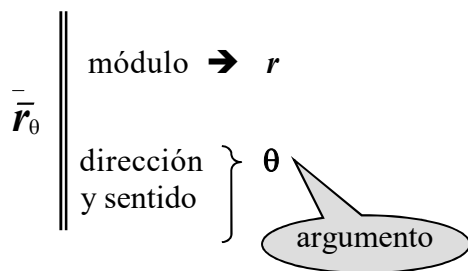 módulo ➔ r
r̄θ
dirección
y sentido
θ
argumento